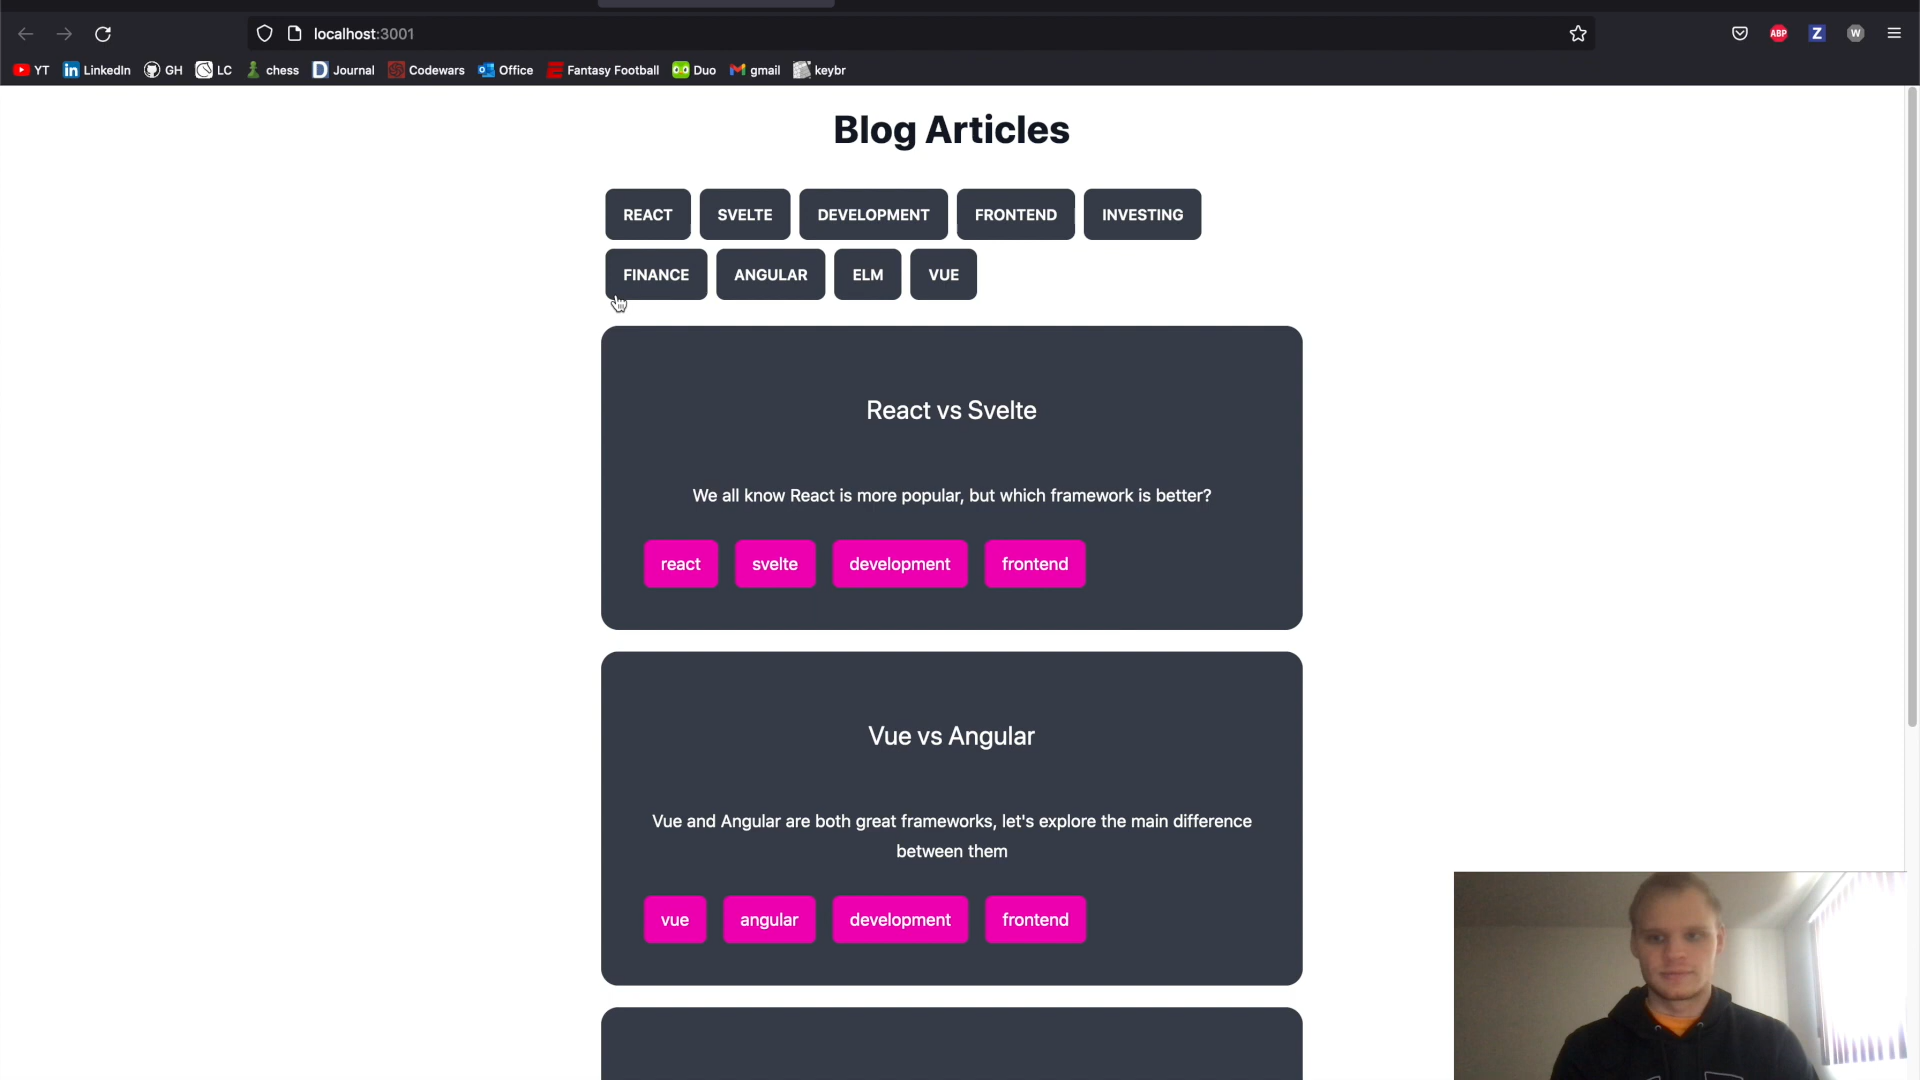 localhost:3001
ABP
Z
W
YT LinkedIn GH LC chess Journal Codewars Office Fantasy Football Duo gmail keybr
Blog Articles
REACT SVELTE DEVELOPMENT FRONTEND INVESTING
FINANCE ANGULAR ELM VUE
React vs Svelte
We all know React is more popular, but which framework is better?
react svelte development frontend
Vue vs Angular
Vue and Angular are both great frameworks, let's explore the main difference
between them
vue angular development frontend